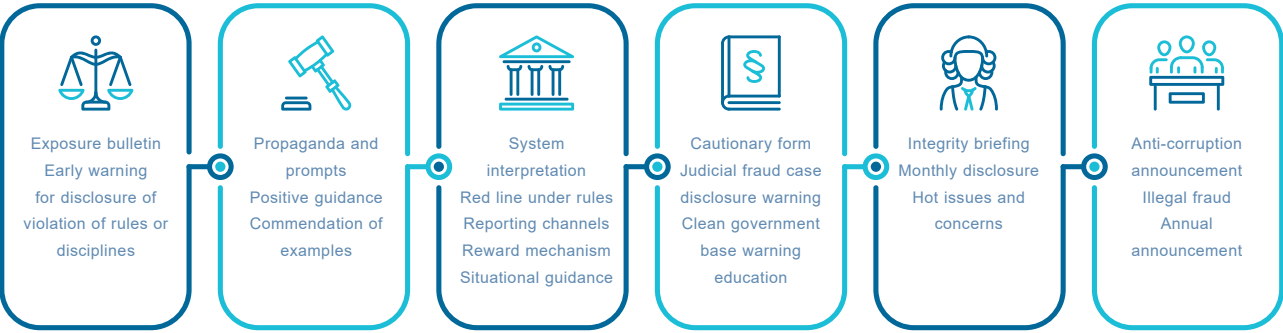 Exposure bulletin
Early warning
for disclosure of
violation of rules or
disciplines
Propaganda and
prompts
Positive guidance
Commendation of
examples
System
interpretation
Red line under rules
Reporting channels
Reward mechanism
Situational guidance
§
Cautionary form
Judicial fraud case
disclosure warning
Clean government
base warning
education
Integrity briefing
Monthly disclosure
Hot issues and
concerns
Anti-corruption
announcement
Illegal fraud
Annual
announcement